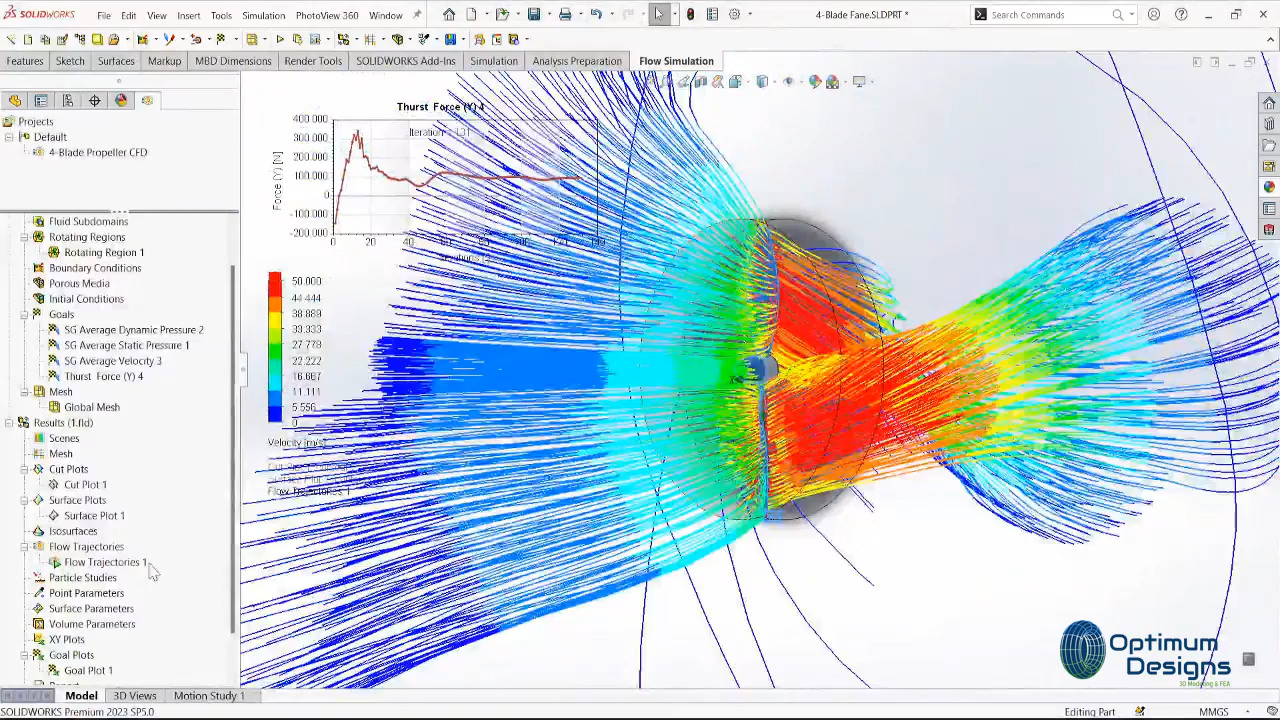 SOLIDWORKS File Edit View Insert Tools Simulation PhotoView 360 Window 4-Blade Fane.SLDPRT * Search Commands
Features Sketch Surfaces Markup MBD Dimensions Render Tools SOLIDWORKS Add-Ins Simulation Analysis Preparation Flow Simulation
Projects
Default
4-Blade Propeller CFD
Fluid Subdomains
Rotating Regions
Rotating Region 1
Boundary Conditions
Porous Media
Initial Conditions
Goals
SG Average Dynamic Pressure 2
SG Average Static Pressure 1
SG Average Velocity 3
Thurst Force (Y) 4
Mesh
Global Mesh
Results (1.fld)
Scenes
Mesh
Cut Plots
Cut Plot 1
Surface Plots
Surface Plot 1
Isosurfaces
Flow Trajectories
Flow Trajectories 1
Particle Studies
Point Parameters
Surface Parameters
Volume Parameters
XY Plots
Goal Plots
Goal Plot 1
Thurst Force (Y) 4
400.000
300.000
200.000
100.000
0
-100.000
-200.000
Force (Y) [N]
0 20 40
50.000
44.444
38.889
33.333
27.778
22.222
16.667
11.111
5.556
0
Velocity [m/s]
Flow Trajectories 1
Optimum
Designs
3D Modeling & FEA
Model 3D Views Motion Study 1
SOLIDWORKS Premium 2023 SP5.0 Editing Part MMGS